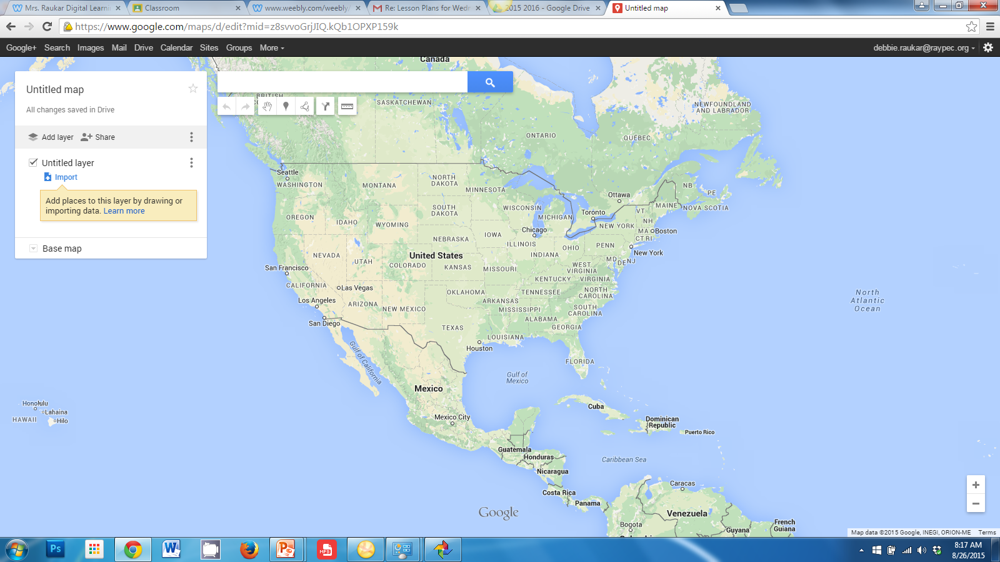 Mrs. Raukar Digital Learni
Classroom
www.weebly.com/weebly/
Re: Lesson Plans for Wedn
2015 2016 - Google Drive
Untitled map
https://www.google.com/maps/d/edit?mid=z8svvoGrjJIQ.kQb1OPXP159k
Google+ Search Images Mail Drive Calendar Sites Groups More
debbie.raukar@raypec.org
Untitled map
All changes saved in Drive
Add layer Share
Untitled layer
Import
Add places to this layer by drawing or
importing data. Learn more
Base map
Canada
BRITISH
SASKATCHEWAN
NEWFOUNDLAND
AND LABRADOR
ONTARIO
QUÉBEC
Seattle
WASHINGTON
MONTANA
NORTH
DAKOTA
MINNESOTA
NB
PE
Ottawa
MAINE
NOVA SCOTIA
OREGON
IDAHO
WYOMING
SOUTH
DAKOTA
WISCONSIN
MICHIGAN
Toronto
VT
NH
NEW YORK
MA
Boston
CT RI
Chicago
IOWA
NEBRASKA
ILLINOIS
INDIANA
OHIO
PENN
New York
NEVADA
UTAH
COLORADO
United States
KANSAS
MISSOURI
WEST
VIRGINIA
MD
DE
NJ
KENTUCKY
VIRGINIA
San Francisco
CALIFORNIA
Las Vegas
Los Angeles
ARIZONA
NEW MEXICO
OKLAHOMA
ARKANSAS
TENNESSEE
NORTH
CAROLINA
MISSISSIPPI
SOUTH
CAROLINA
ALABAMA
GEORGIA
San Diego
TEXAS
LOUISIANA
Houston
FLORIDA
Gulf of California
Gulf of
Mexico
North
Atlantic
Ocean
Mexico
Mexico City
Honolulu
Lahaina
HAWAII
Hilo
Cuba
Dominican
Republic
Puerto Rico
Guatemala
Honduras
Nicaragua
Caribbean Sea
Costa Rica
Panama
Caracas
Venezuela
Bogota
Guyana
French
Guiana
Google
Map data ©2015 Google, INEGI, ORION-ME Terms
Ps
MP3
8:17 AM
8/26/2015